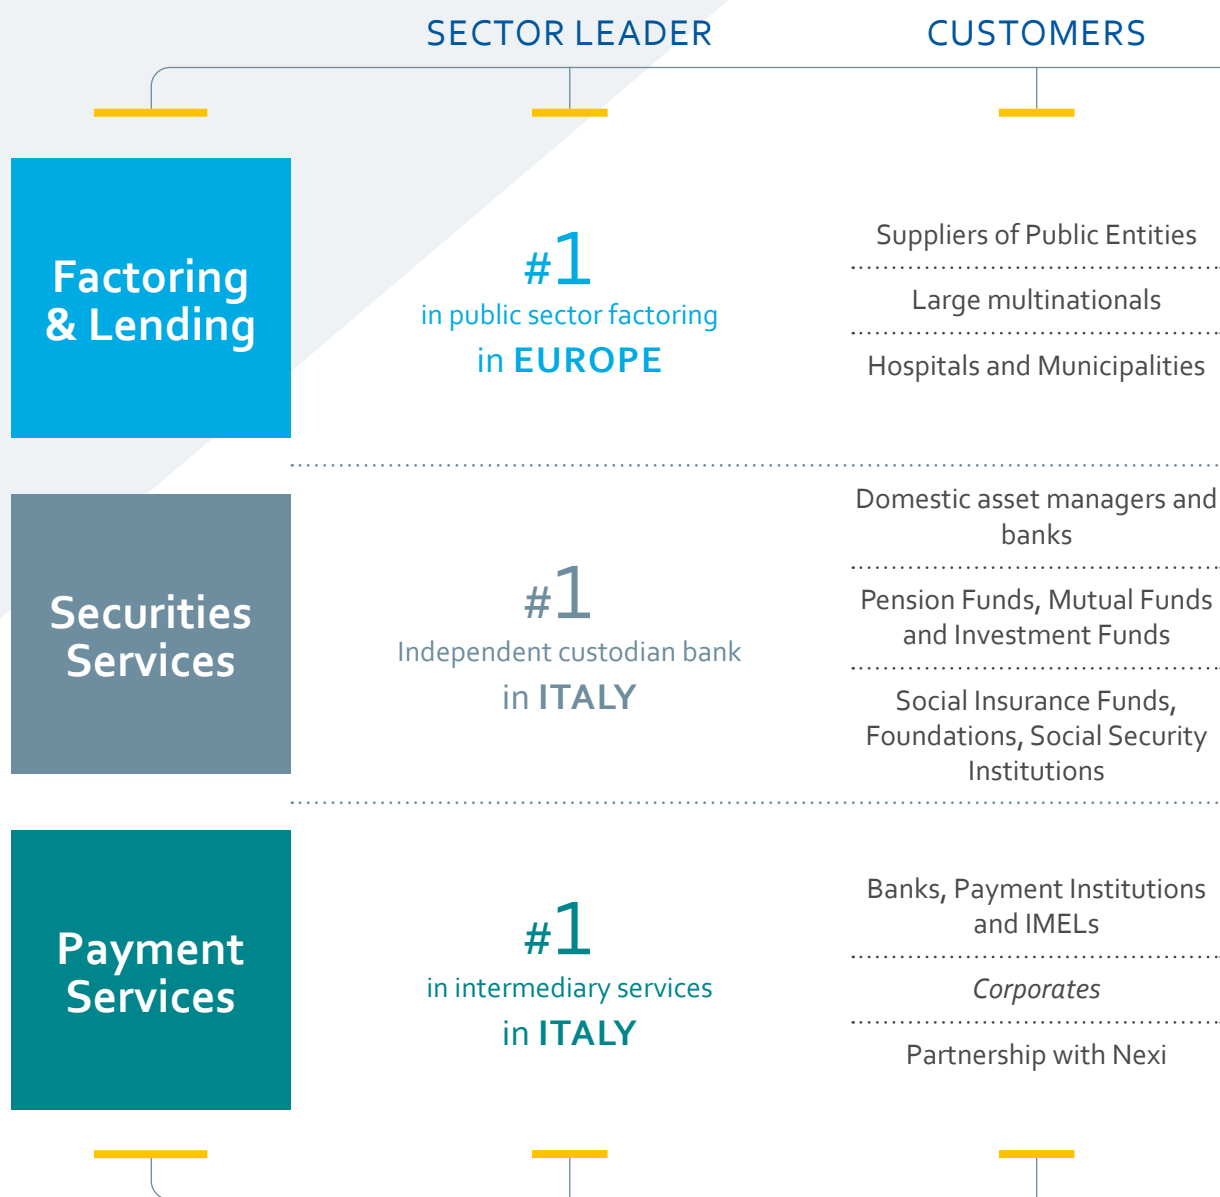 SECTOR LEADER
CUSTOMERS
Factoring
& Lending
#1
in public sector factoring
in EUROPE
Suppliers of Public Entities
Large multinationals
Hospitals and Municipalities
Securities
Services
#1
Independent custodian bank
in ITALY
Domestic asset managers and
banks
Pension Funds, Mutual Funds
and Investment Funds
Social Insurance Funds,
Foundations, Social Security
Institutions
Payment
Services
#1
in intermediary services
in ITALY
Banks, Payment Institutions
and IMELs
Corporates
Partnership with Nexi